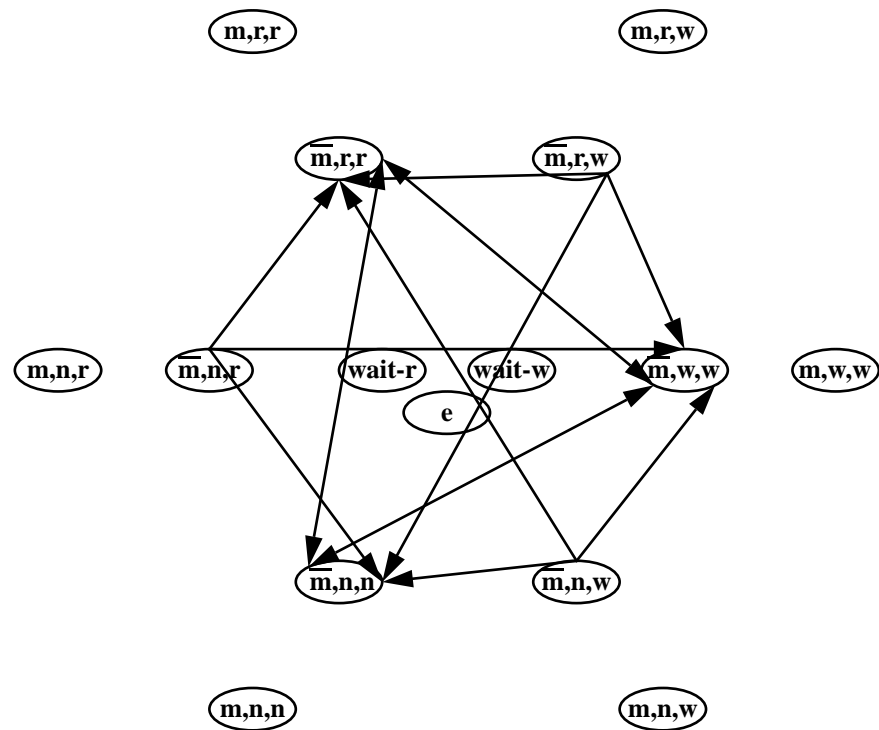 m,r,r
m,r,w
m̅,r,r
m̅,r,w
m,n,r
m̅,n,r
wait-r
wait-w
m̅,w,w
m,w,w
e
m̅,n,n
m̅,n,w
m,n,n
m,n,w